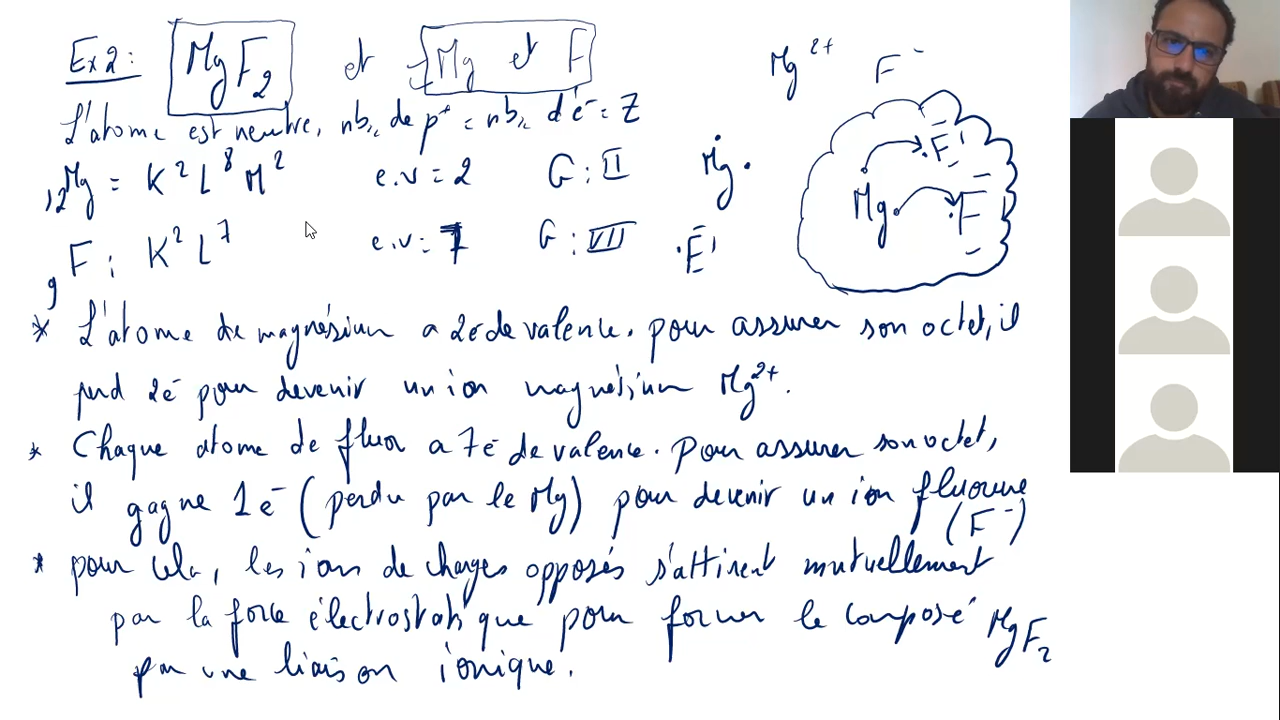 Ex2: MgF₂ et Mg et F Mg²⁺ F⁻
L'atome est neutre, nb de p⁺ = nb d'é = Z
₁₂Mg = K² L⁸ M² e.v = 2 G : II Mg
₉F : K² L⁷ e.v = 7 G : VII F
Mg F F
* L'atome de magnésium a 2é de valence. pour assurer son octet, il
perd 2é pour devenir un ion magnésium Mg²⁺.
* Chaque atome de fluor a 7é de valence. Pour assurer son octet,
il gagne 1é (perdu par le Mg) pour devenir un ion fluorure
(F⁻)
* pour cela, les ions de charges opposés s'attirent mutuellement
par la force électrostatique pour former le composé MgF₂
par une liaison ionique.